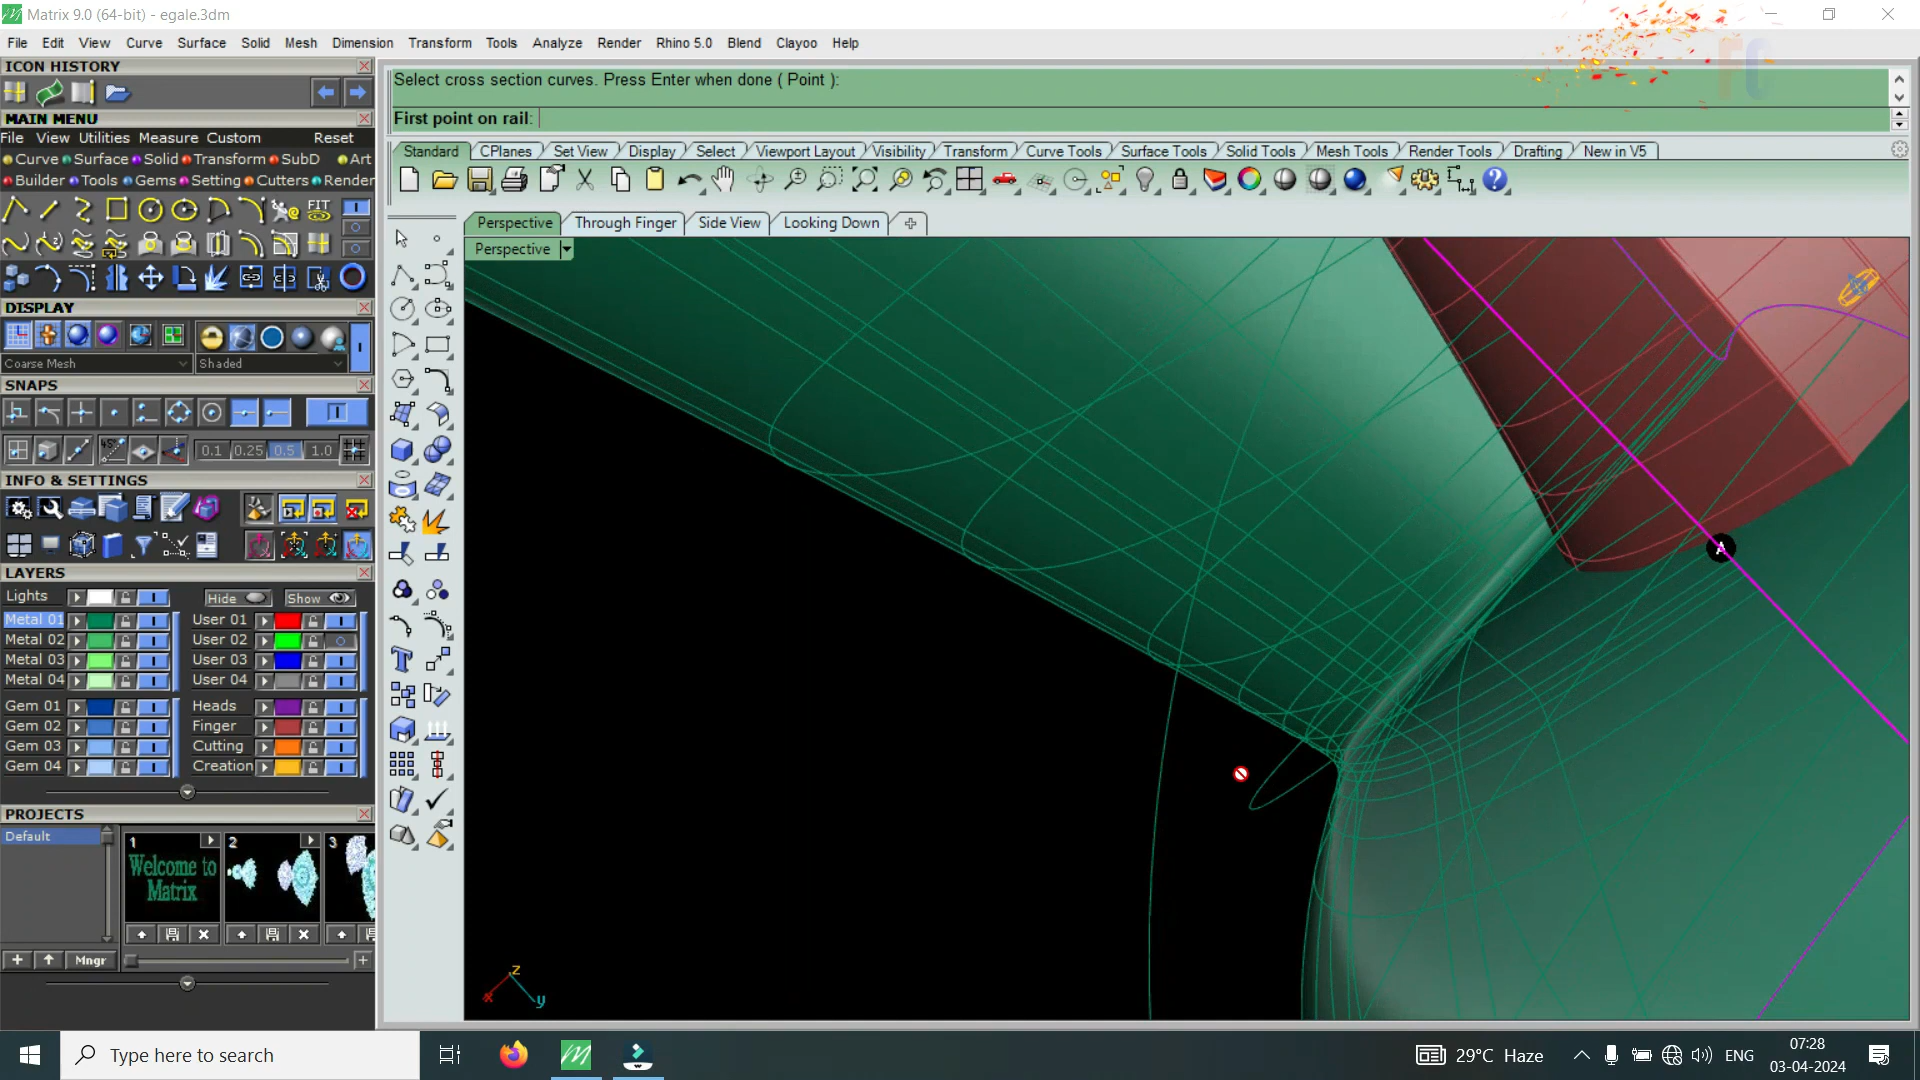 Matrix 9.0 (64-bit) - egale.3dm
File Edit View Curve Surface Solid Mesh Dimension Transform Tools Analyze Render Rhino 5.0 Blend Clayoo Help
ICON HISTORY
MAIN MENU
File View Utilities Measure Custom Reset
Curve Surface Solid Transform SubD Art
Builder Tools Gems Setting Cutters Render
FIT
DISPLAY
Coarse Mesh Shaded
SNAPS
0.1 0.25 0.5 1.0
INFO & SETTINGS
LAYERS
Lights Hide Show
Metal 01 User 01
Metal 02 User 02
Metal 03 User 03
Metal 04 User 04
Gem 01 Heads
Gem 02 Finger
Gem 03 Cutting
Gem 04 Creation
PROJECTS
Default
1 2 3
Welcome to
Matrix
Mngr
Select cross section curves. Press Enter when done ( Point ):
First point on rail:
Standard CPlanes Set View Display Select Viewport Layout Visibility Transform Curve Tools Surface Tools Solid Tools Mesh Tools Render Tools Drafting New in V5
Perspective Through Finger Side View Looking Down
Perspective
A
z
x y
FC
Type here to search
29°C Haze
ENG
07:28
03-04-2024